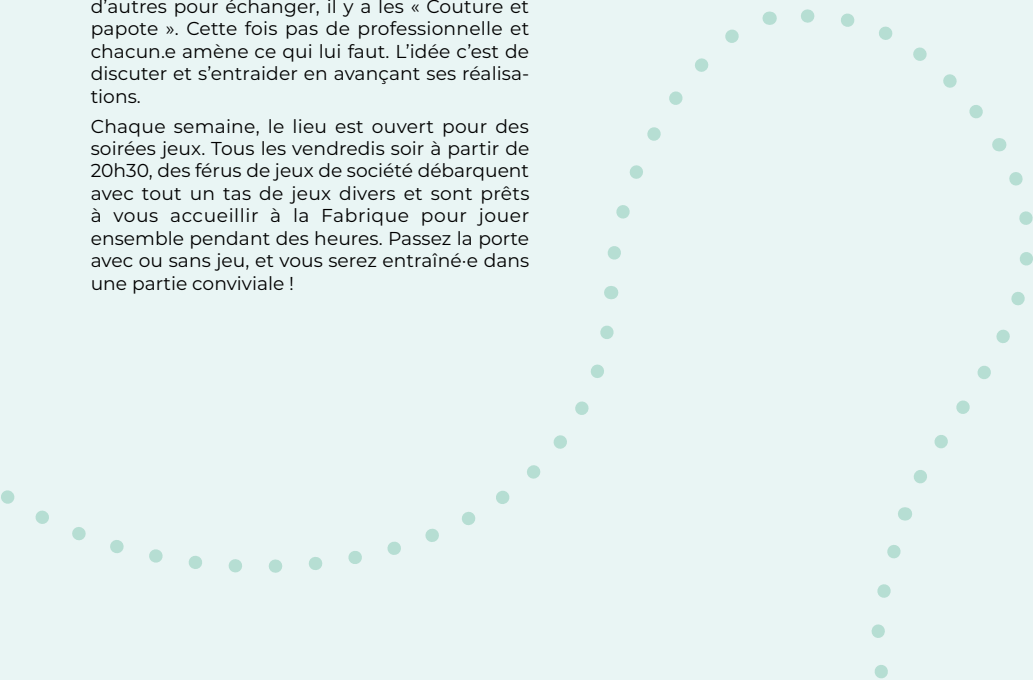 d’autres pour échanger, il y a les « Couture et
papote ». Cette fois pas de professionnelle et
chacun.e amène ce qui lui faut. L’idée c’est de
discuter et s’entraider en avançant ses réalisa-
tions.
Chaque semaine, le lieu est ouvert pour des
soirées jeux. Tous les vendredis soir à partir de
20h30, des férus de jeux de société débarquent
avec tout un tas de jeux divers et sont prêts
à vous accueillir à la Fabrique pour jouer
ensemble pendant des heures. Passez la porte
avec ou sans jeu, et vous serez entraîné·e dans
une partie conviviale !